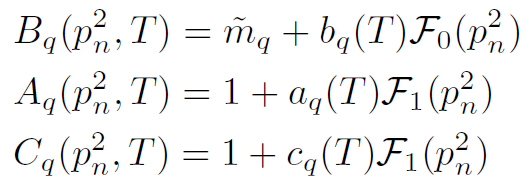 B_q(p_n^2, T) = \tilde{m}_q + b_q(T)\mathcal{F}_0(p_n^2)
A_q(p_n^2, T) = 1 + a_q(T)\mathcal{F}_1(p_n^2)
C_q(p_n^2, T) = 1 + c_q(T)\mathcal{F}_1(p_n^2)